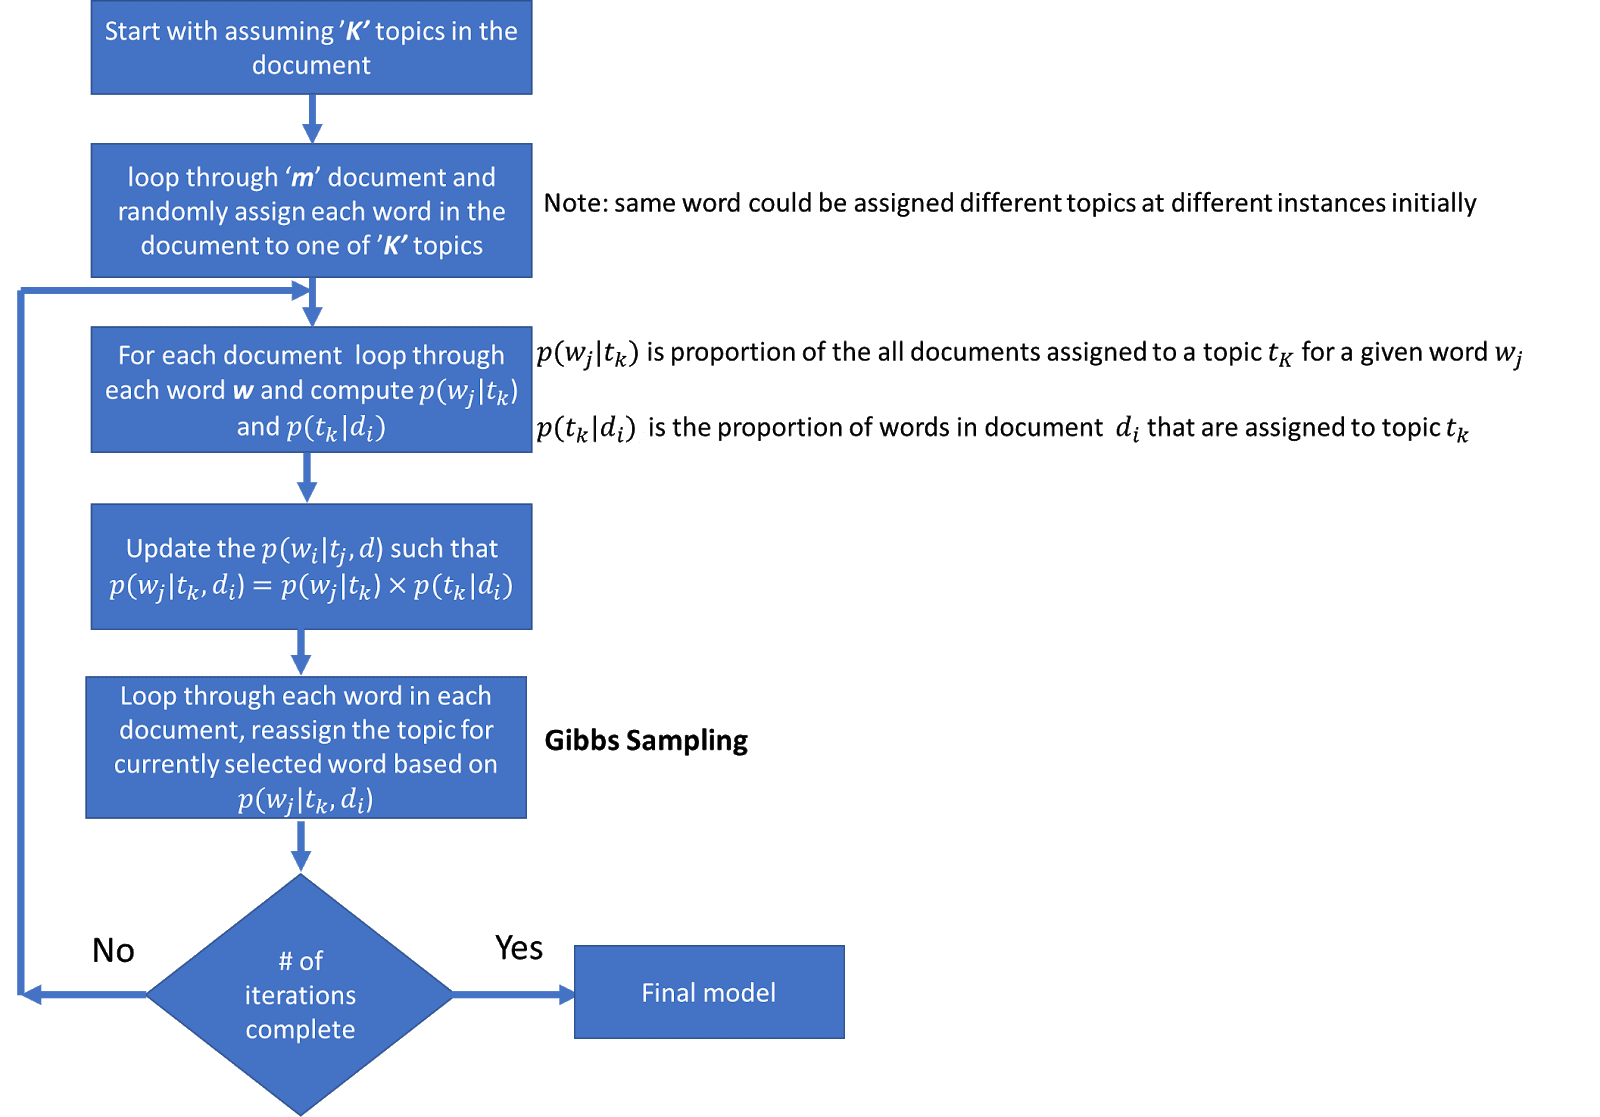 Start with assuming ’K’ topics in the
document
loop through ‘m’ document and
randomly assign each word in the
document to one of ’K’ topics
Note: same word could be assigned different topics at different instances initially
For each document loop through
each word w and compute p(wⱼ|tₖ)
and p(tₖ|dᵢ)
p(wⱼ|tₖ) is proportion of the all documents assigned to a topic t_K for a given word wⱼ
p(tₖ|dᵢ) is the proportion of words in document dᵢ that are assigned to topic tₖ
Update the p(wᵢ|tⱼ, d) such that
p(wⱼ|tₖ, dᵢ) = p(wⱼ|tₖ) × p(tₖ|dᵢ)
Loop through each word in each
document, reassign the topic for
currently selected word based on
p(wⱼ|tₖ, dᵢ)
Gibbs Sampling
No
Yes
# of
iterations
complete
Final model